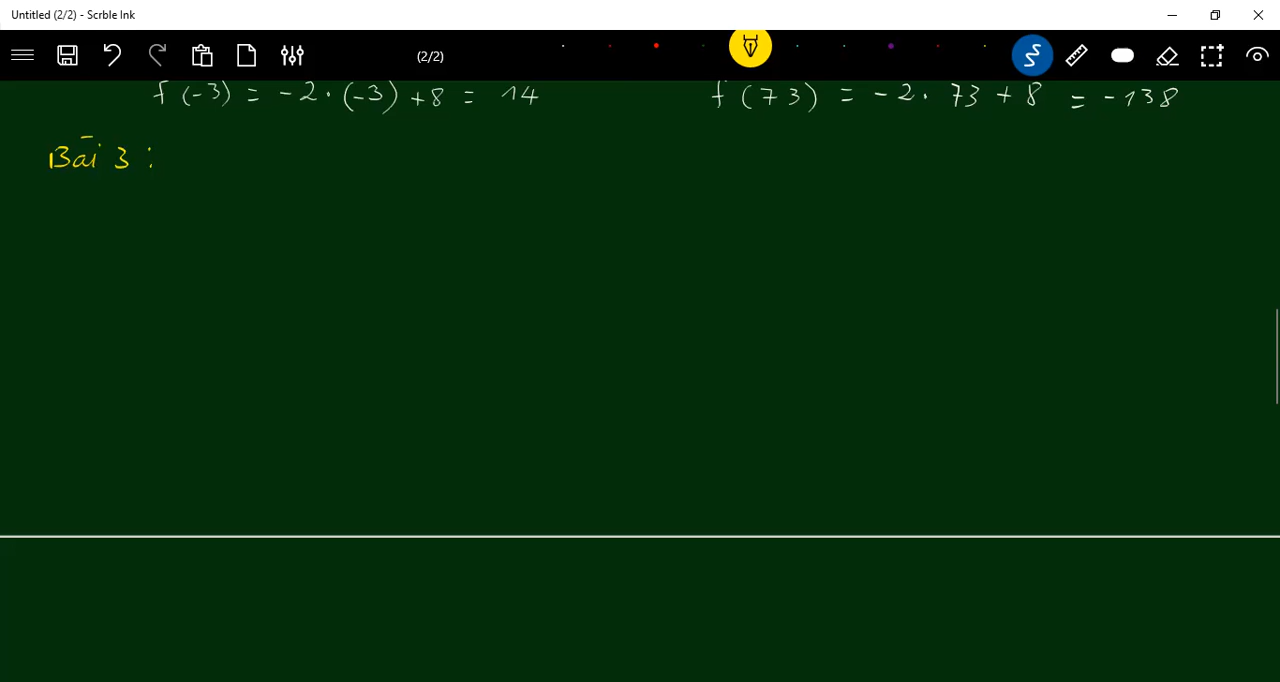 Untitled (2/2) - Scrble Ink
(2/2)
f(-3) = -2.(-3) +8 = 14
f(73) = -2.73 + 8 = -138
Bài 3 :